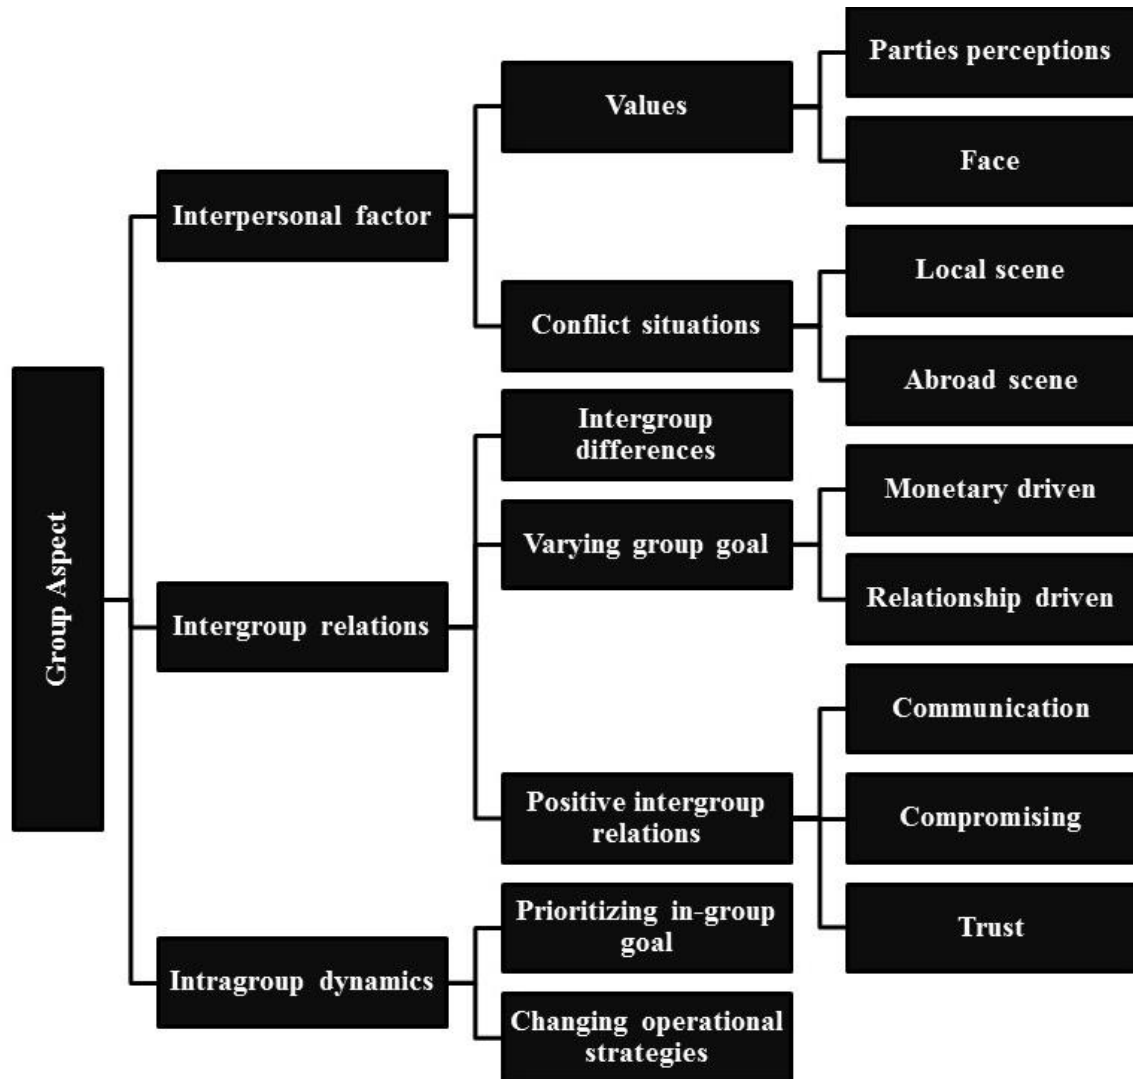 Group Aspect
Interpersonal factor
Values
Parties perceptions
Face
Conflict situations
Local scene
Abroad scene
Intergroup relations
Intergroup
differences
Varying group goal
Monetary driven
Relationship driven
Positive intergroup
relations
Communication
Compromising
Trust
Intragroup dynamics
Prioritizing in-group
goal
Changing operational
strategies